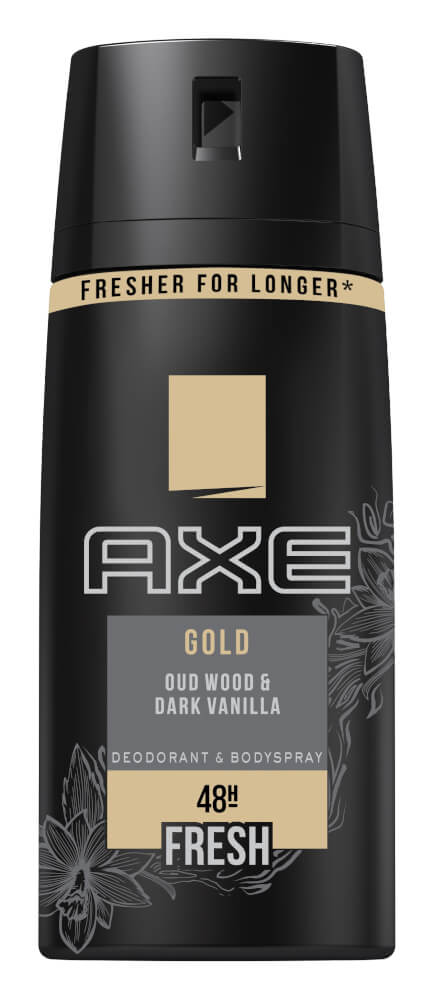 FRESHER FOR LONGER*
AXE
GOLD
OUD WOOD &
DARK VANILLA
DEODORANT & BODYSPRAY
48H
FRESH